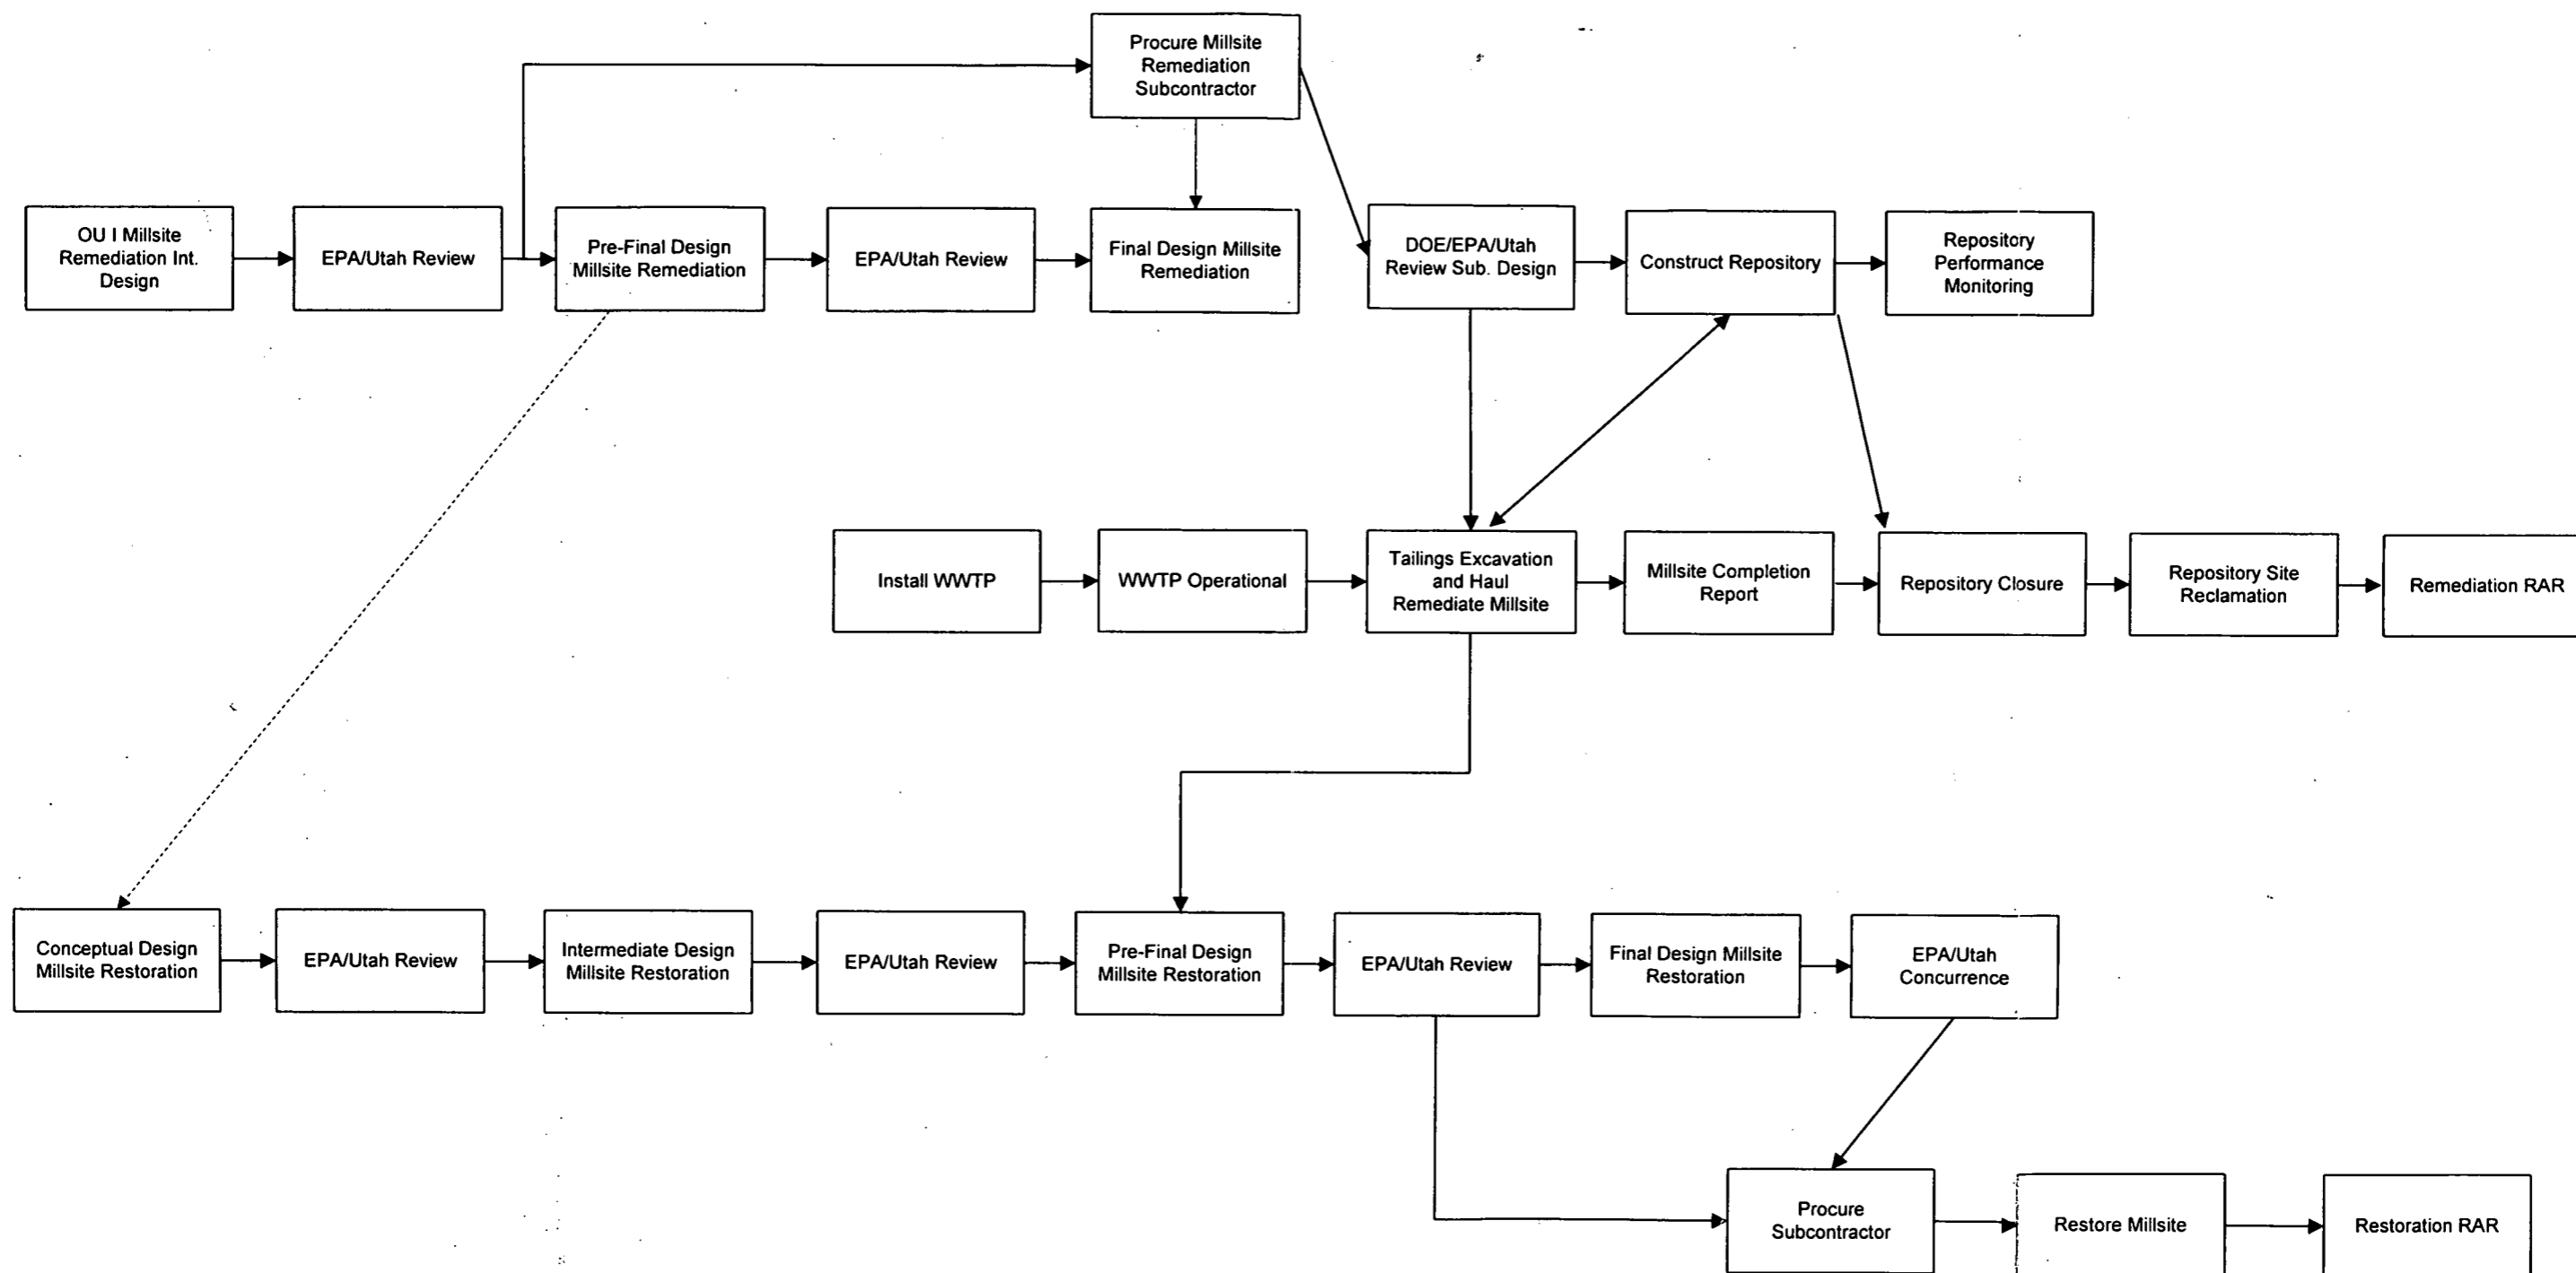 Procure Millsite
Remediation
Subcontractor
OU I Millsite
Remediation Int.
Design
EPA/Utah Review
Pre-Final Design
Millsite Remediation
EPA/Utah Review
Final Design Millsite
Remediation
DOE/EPA/Utah
Review Sub. Design
Construct Repository
Repository
Performance
Monitoring
Install WWTP
WWTP Operational
Tailings Excavation
and Haul
Remediate Millsite
Millsite Completion
Report
Repository Closure
Repository Site
Reclamation
Remediation RAR
Conceptual Design
Millsite Restoration
EPA/Utah Review
Intermediate Design
Millsite Restoration
EPA/Utah Review
Pre-Final Design
Millsite Restoration
EPA/Utah Review
Final Design Millsite
Restoration
EPA/Utah
Concurrence
Procure
Subcontractor
Restore Millsite
Restoration RAR